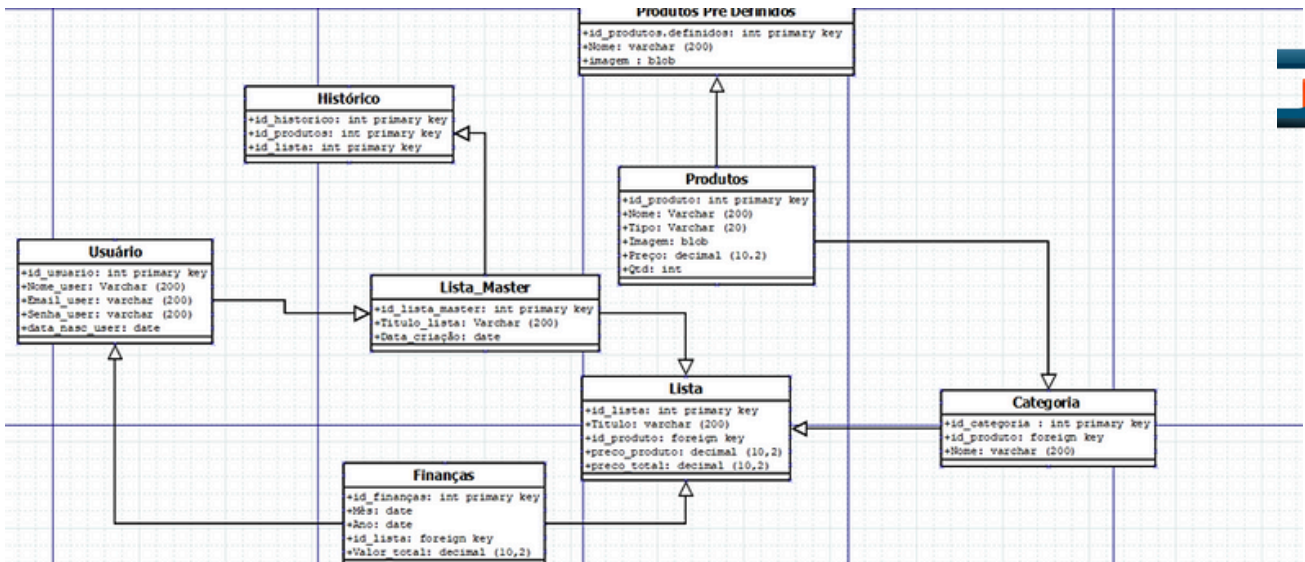 Produtos Pré Definidos
+id_produtos.definidos: int primary key
+Nome: varchar (200)
+imagem : blob
Histórico
+id_historico: int primary key
+id_produtos: int primary key
+id_lista: int primary key
Produtos
+id_produto: int primary key
+Nome: Varchar (200)
+Tipo: Varchar (20)
+Imagem: blob
+Preço: decimal (10.2)
+Qtd: int
Usuário
+id_usuario: int primary key
+Nome_user: Varchar (200)
+Email_user: varchar (200)
+Senha_user: varchar (200)
+data_nasc_user: date
Lista_Master
+id_lista_master: int primary key
+Titulo_lista: Varchar (200)
+Data_criação: date
Lista
+id_lista: int primary key
+Titulo: varchar (200)
+id_produto: foreign key
+preco_produto: decimal (10,2)
+preco_total: decimal (10,2)
Categoria
+id_categoria : int primary key
+id_produto: foreign key
+Nome: varchar (200)
Finanças
+id_finanças: int primary key
+Mês: date
+Ano: date
+id_lista: foreign key
+Valor_total: decimal (10,2)